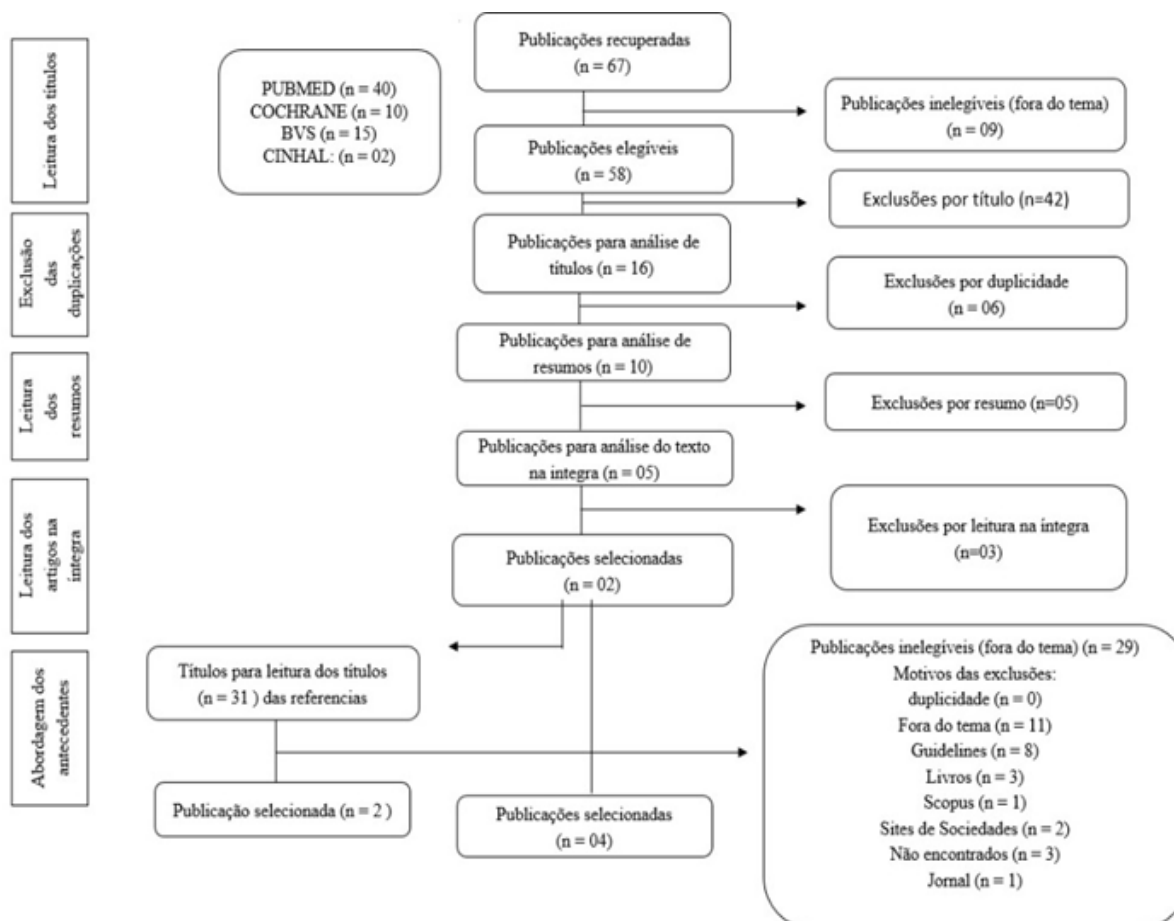 Leitura dos títulos
PUBMED (n = 40)
COCHRANE (n = 10)
BVS (n = 15)
CINHAL: (n = 02)
Publicações recuperadas
(n = 67)
Publicações inelegíveis (fora do tema)
(n = 09)
Publicações elegíveis
(n = 58)
Exclusões por título (n=42)
Exclusão
das
duplicações
Publicações para análise de
títulos (n = 16)
Exclusões por duplicidade
(n = 06)
Publicações para análise de
resumos (n = 10)
Leitura
dos
resumos
Exclusões por resumo (n=05)
Publicações para análise do texto
na integra (n = 05)
Leitura dos
artigos na
íntegra
Exclusões por leitura na íntegra
(n=03)
Publicações selecionadas
(n = 02)
Abordagem dos
antecedentes
Títulos para leitura dos títulos
(n = 31 ) das referencias
Publicação selecionada (n = 2 )
Publicações selecionadas
(n = 04)
Publicações inelegíveis (fora do tema) (n = 29)
Motivos das exclusões:
duplicidade (n = 0)
Fora do tema (n = 11)
Guidelines (n = 8)
Livros (n = 3)
Scopus (n = 1)
Sites de Sociedades (n = 2)
Não encontrados (n = 3)
Jornal (n = 1)